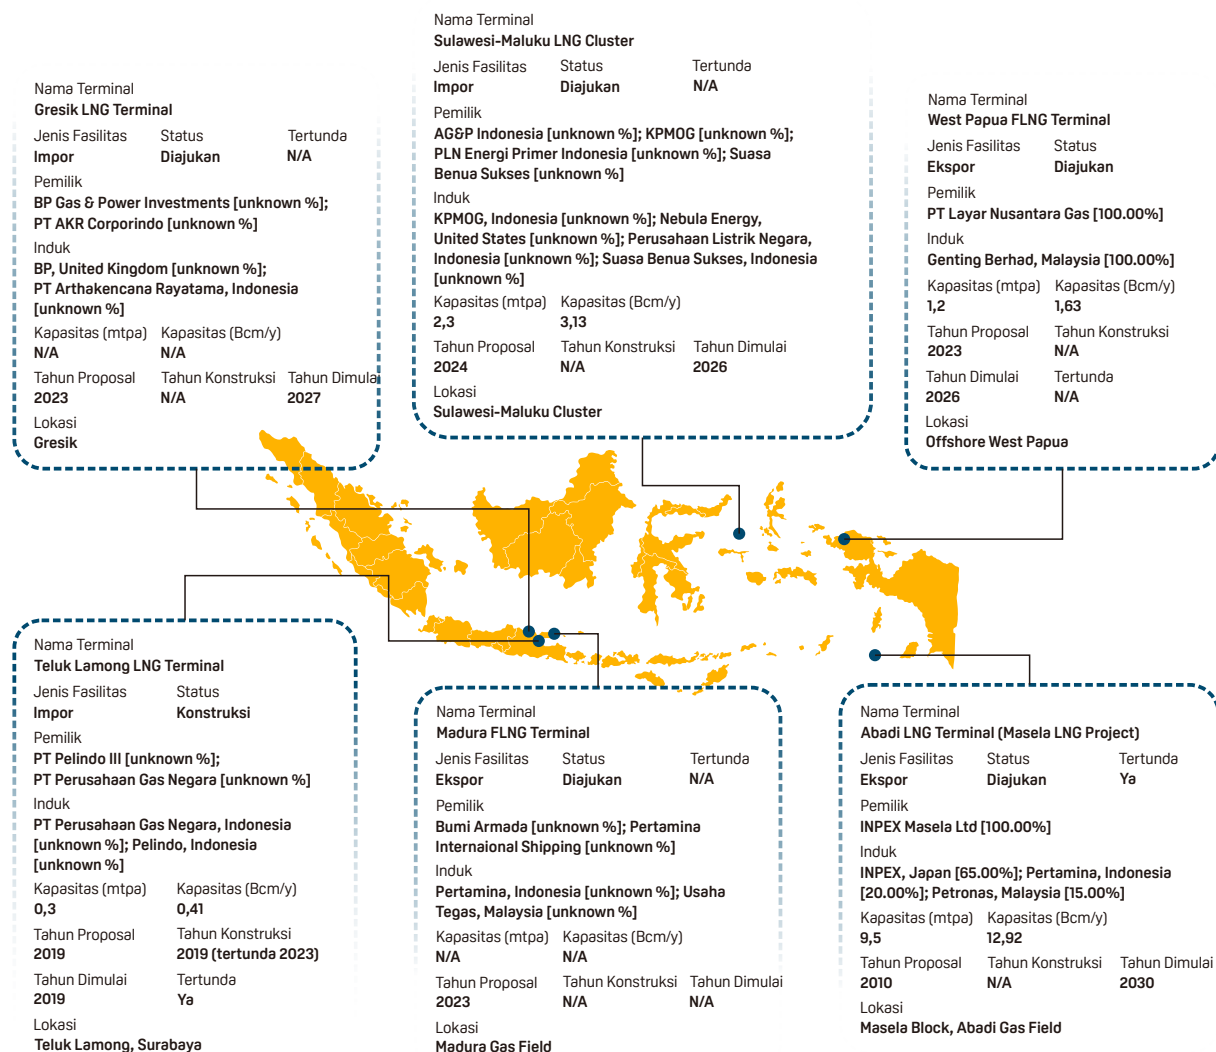 Nama Terminal
Gresik LNG Terminal
Jenis Fasilitas Status Tertunda
Impor Diajukan N/A
Pemilik
BP Gas & Power Investments [unknown %];
PT AKR Corporindo [unknown %]
Induk
BP, United Kingdom [unknown %];
PT Arthakencana Rayatama, Indonesia
[unknown %]
Kapasitas (mtpa) Kapasitas (Bcm/y)
N/A N/A
Tahun Proposal Tahun Konstruksi Tahun Dimulai
2023 N/A 2027
Lokasi
Gresik
Nama Terminal
Sulawesi-Maluku LNG Cluster
Jenis Fasilitas Status Tertunda
Impor Diajukan N/A
Pemilik
AG&P Indonesia [unknown %]; KPMOG [unknown %];
PLN Energi Primer Indonesia [unknown %]; Suasa
Benua Sukses [unknown %]
Induk
KPMOG, Indonesia [unknown %]; Nebula Energy,
United States [unknown %]; Perusahaan Listrik Negara,
Indonesia [unknown %]; Suasa Benua Sukses, Indonesia
[unknown %]
Kapasitas (mtpa) Kapasitas (Bcm/y)
2,3 3,13
Tahun Proposal Tahun Konstruksi Tahun Dimulai
2024 N/A 2026
Lokasi
Sulawesi-Maluku Cluster
Nama Terminal
West Papua FLNG Terminal
Jenis Fasilitas Status
Ekspor Diajukan
Pemilik
PT Layar Nusantara Gas [100.00%]
Induk
Genting Berhad, Malaysia [100.00%]
Kapasitas (mtpa) Kapasitas (Bcm/y)
1,2 1,63
Tahun Proposal Tahun Konstruksi
2023 N/A
Tahun Dimulai Tertunda
2026 N/A
Lokasi
Offshore West Papua
Nama Terminal
Teluk Lamong LNG Terminal
Jenis Fasilitas Status
Impor Konstruksi
Pemilik
PT Pelindo III [unknown %];
PT Perusahaan Gas Negara [unknown %]
Induk
PT Perusahaan Gas Negara, Indonesia
[unknown %]; Pelindo, Indonesia
[unknown %]
Kapasitas (mtpa) Kapasitas (Bcm/y)
0,3 0,41
Tahun Proposal Tahun Konstruksi
2019 2019 (tertunda 2023)
Tahun Dimulai Tertunda
2019 Ya
Lokasi
Teluk Lamong, Surabaya
Nama Terminal
Madura FLNG Terminal
Jenis Fasilitas Status Tertunda
Ekspor Diajukan N/A
Pemilik
Bumi Armada [unknown %]; Pertamina
Internaional Shipping [unknown %]
Induk
Pertamina, Indonesia [unknown %]; Usaha
Tegas, Malaysia [unknown %]
Kapasitas (mtpa) Kapasitas (Bcm/y)
N/A N/A
Tahun Proposal Tahun Konstruksi Tahun Dimulai
2023 N/A N/A
Lokasi
Madura Gas Field
Nama Terminal
Abadi LNG Terminal (Masela LNG Project)
Jenis Fasilitas Status Tertunda
Ekspor Diajukan Ya
Pemilik
INPEX Masela Ltd [100.00%]
Induk
INPEX, Japan [65.00%]; Pertamina, Indonesia
[20.00%]; Petronas, Malaysia [15.00%]
Kapasitas (mtpa) Kapasitas (Bcm/y)
9,5 12,92
Tahun Proposal Tahun Konstruksi Tahun Dimulai
2010 N/A 2030
Lokasi
Masela Block, Abadi Gas Field